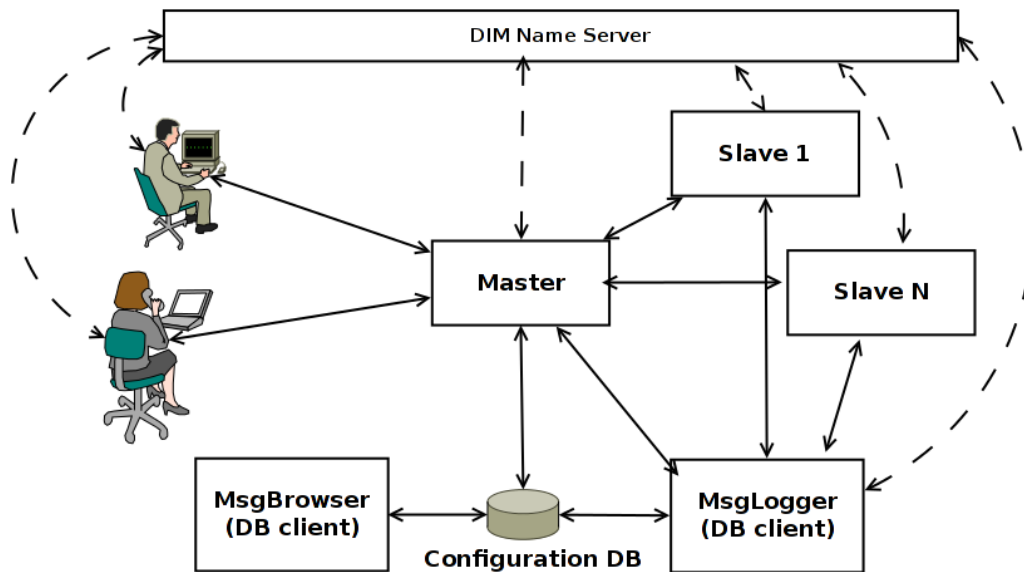 DIM Name Server
Slave 1
Master
Slave N
MsgBrowser
(DB client)
MsgLogger
(DB client)
Configuration DB